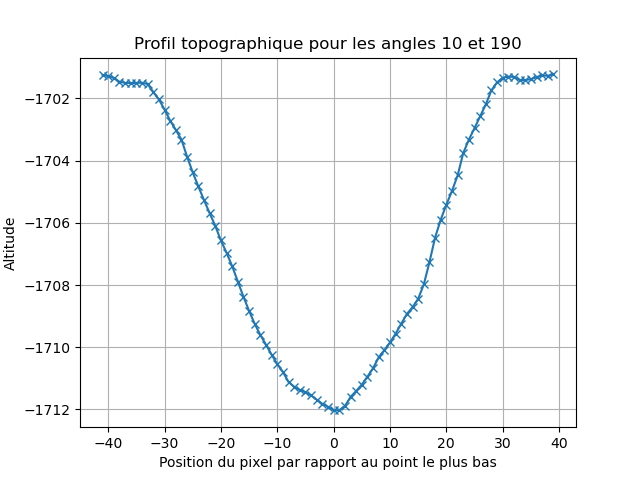 Profil topographique pour les angles 10 et 190
−1702
−1704
−1706
−1708
−1710
−1712
Altitude
−40 −30 −20 −10 0 10 20 30 40
Position du pixel par rapport au point le plus bas